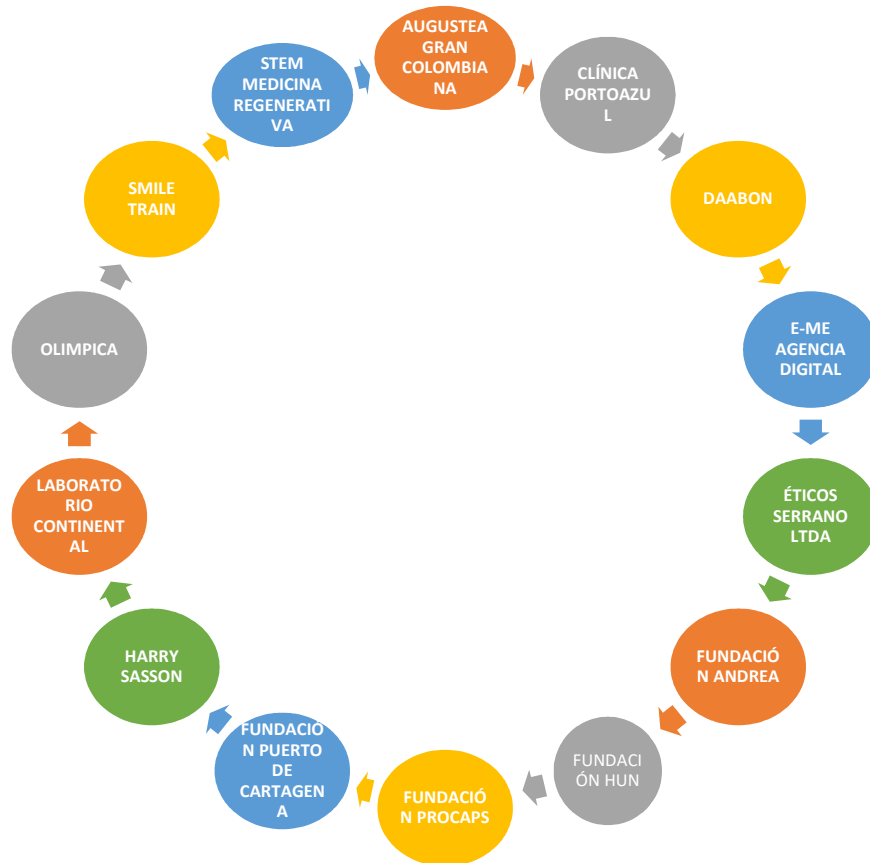 AUGUSTEA
GRAN
COLOMBIA
NA
CLÍNICA
PORTOAZU
L
DAABON
E-ME
AGENCIA
DIGITAL
ÉTICOS
SERRANO
LTDA
FUNDACIÓ
N ANDREA
FUNDACI
ÓN HUN
FUNDACIÓ
N PROCAPS
FUNDACIÓ
N PUERTO
DE
CARTAGEN
A
HARRY
SASSON
LABORATO
RIO
CONTINENT
AL
OLIMPICA
SMILE
TRAIN
STEM
MEDICINA
REGENERATI
VA